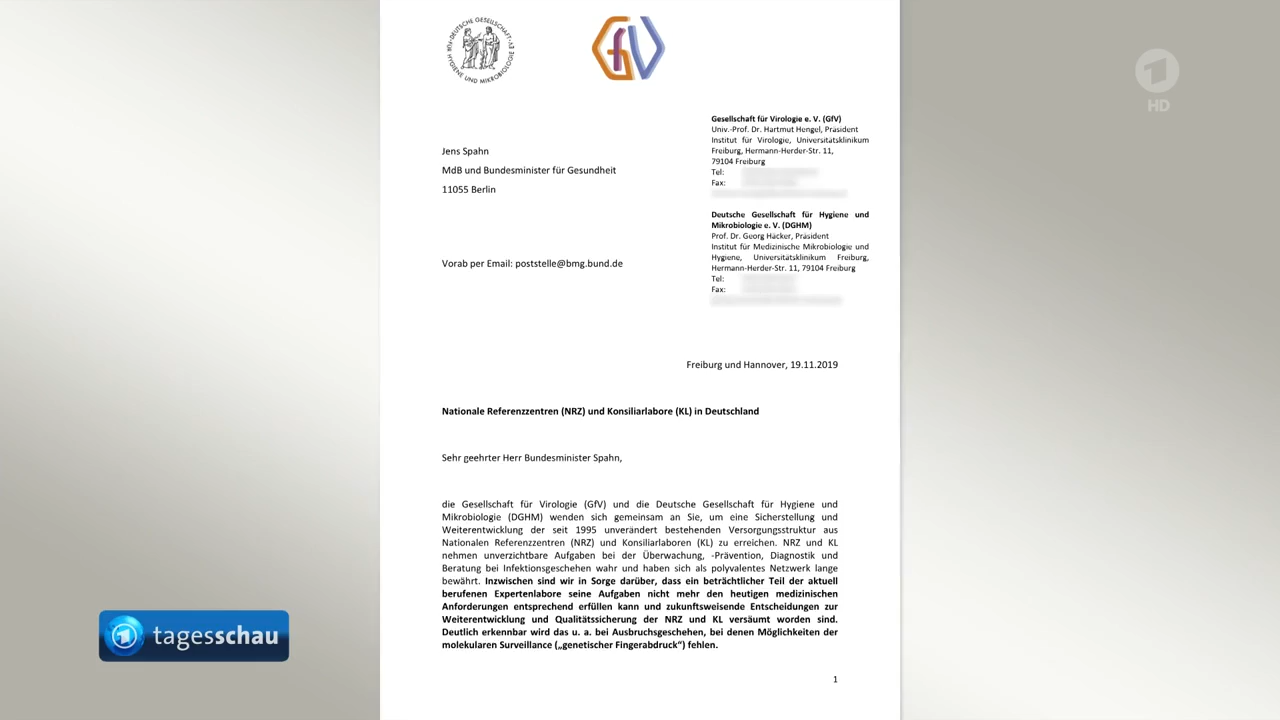 DEUTSCHE GESELLSCHAFT
FÜR HYGIENE UND MIKROBIOLOGIE e.V.
GfV
1
HD
Gesellschaft für Virologie e. V. (GfV)
Univ.-Prof. Dr. Hartmut Hengel, Präsident
Institut für Virologie, Universitätsklinikum
Freiburg, Hermann-Herder-Str. 11,
79104 Freiburg
Tel:
Fax:
Jens Spahn
MdB und Bundesminister für Gesundheit
11055 Berlin
Deutsche Gesellschaft für Hygiene und
Mikrobiologie e. V. (DGHM)
Prof. Dr. Georg Häcker, Präsident
Institut für Medizinische Mikrobiologie und
Hygiene, Universitätsklinikum Freiburg,
Hermann-Herder-Str. 11, 79104 Freiburg
Tel:
Fax:
Vorab per Email: poststelle@bmg.bund.de
Freiburg und Hannover, 19.11.2019
Nationale Referenzzentren (NRZ) und Konsiliarlabore (KL) in Deutschland
Sehr geehrter Herr Bundesminister Spahn,
die Gesellschaft für Virologie (GfV) und die Deutsche Gesellschaft für Hygiene und
Mikrobiologie (DGHM) wenden sich gemeinsam an Sie, um eine Sicherstellung und
Weiterentwicklung der seit 1995 unverändert bestehenden Versorgungsstruktur aus
Nationalen Referenzzentren (NRZ) und Konsiliarlaboren (KL) zu erreichen. NRZ und KL
nehmen unverzichtbare Aufgaben bei der Überwachung, -Prävention, Diagnostik und
Beratung bei Infektionsgeschehen wahr und haben sich als polyvalentes Netzwerk lange
bewährt. Inzwischen sind wir in Sorge darüber, dass ein beträchtlicher Teil der aktuell
berufenen Expertenlabore seine Aufgaben nicht mehr den heutigen medizinischen
Anforderungen entsprechend erfüllen kann und zukunftsweisende Entscheidungen zur
Weiterentwicklung und Qualitätssicherung der NRZ und KL versäumt worden sind.
Deutlich erkennbar wird das u. a. bei Ausbruchsgeschehen, bei denen Möglichkeiten der
molekularen Surveillance („genetischer Fingerabdruck“) fehlen.
1
1 tagesschau